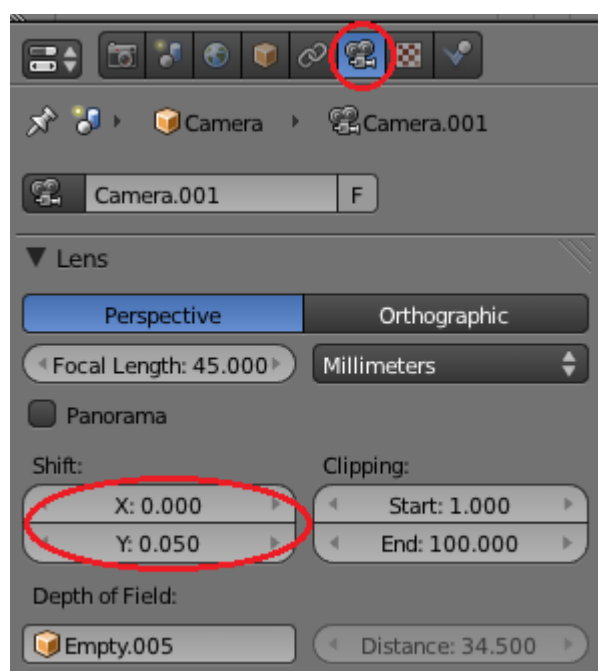 Camera Camera.001
Camera.001 F
Lens
Perspective Orthographic
Focal Length: 45.000 Millimeters
Panorama
Shift: Clipping:
X: 0.000 Start: 1.000
Y: 0.050 End: 100.000
Depth of Field:
Empty.005 Distance: 34.500